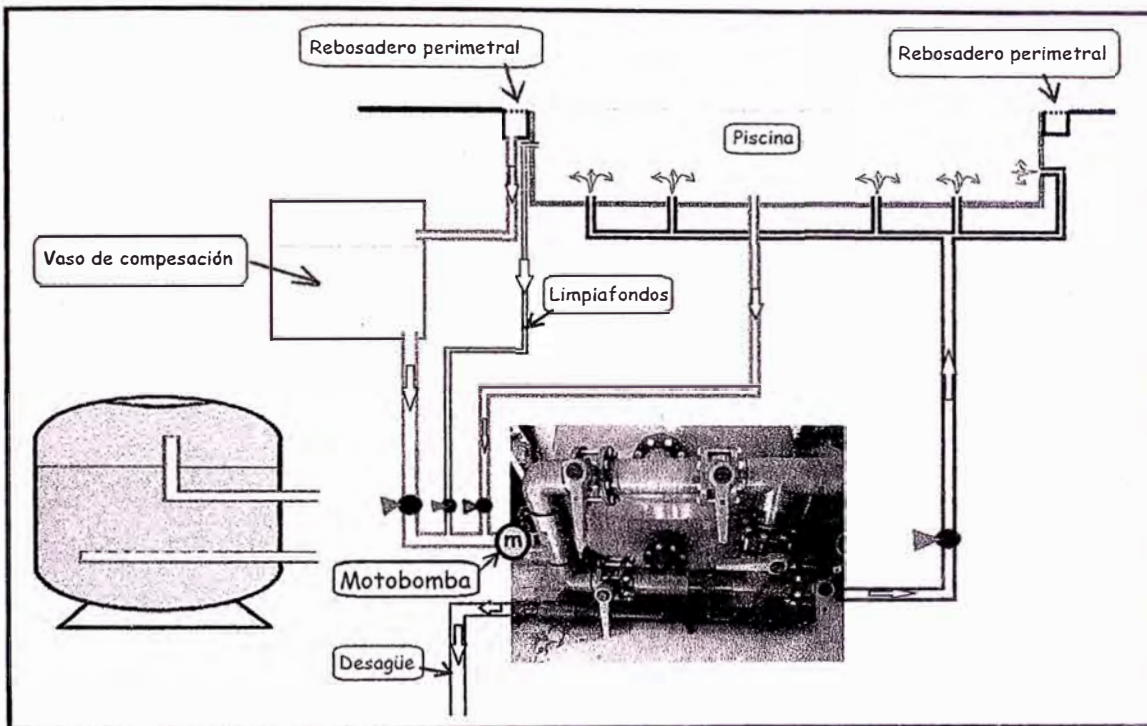 Rebosadero perimetral
Rebosadero perimetral
Piscina
Vaso de compesación
Limpiafondos
m
Motobomba
Desagüe